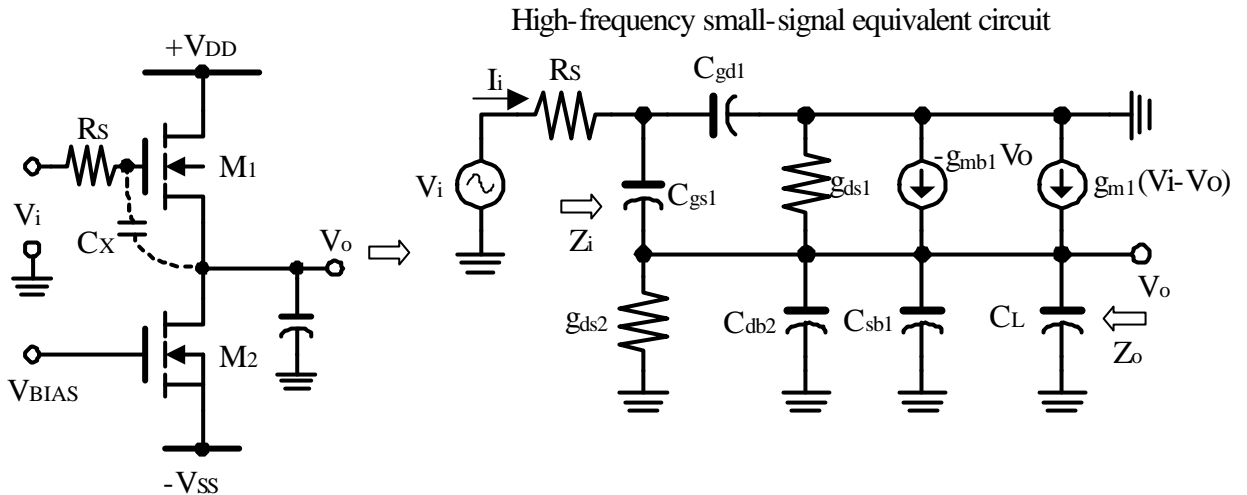 High-frequency small-signal equivalent circuit
+VDD
RS
M1
Vi
CX
Vo
M2
VBIAS
-VSS
Ii
RS
Cgd1
Vi
Zi
Cgs1
gds1
-gmb1Vo
gm1(Vi-Vo)
Vo
gds2
Cdb2
Csb1
CL
Zo